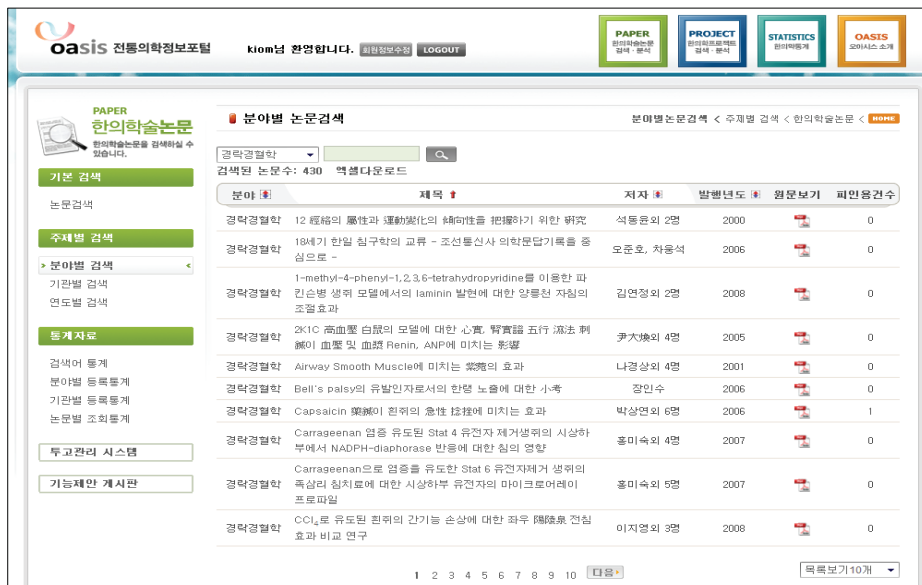 oasis 전통의학정보포털
kiom님 환영합니다. 회원정보수정 LOGOUT
PAPER
한의학술논문
검색·분석
PROJECT
한의학프로젝트
검색·분석
STATISTICS
한의학통계
OASIS
오아시스 소개
PAPER
한의학술논문
한의학술논문을 검색하실 수
있습니다.
기본 검색
논문검색
주제별 검색
분야별 검색
기관별 검색
연도별 검색
통계자료
검색어 통계
분야별 등록통계
기관별 등록통계
논문별 조회통계
투고관리 시스템
기능제안 게시판
분야별 논문검색
분야별논문검색 < 주제별 검색 < 한의학술논문 < HOME
경락경혈학
검색된 논문수: 430 엑셀다운로드
분야 제목 저자 발행년도 원문보기 피인용건수
경락경혈학 12 經絡의 屬性과 運動變化의 傾向性을 把握하기 위한 硏究 석동윤외 2명 2000 0
경락경혈학 18세기 한일 침구학의 교류 - 조선통신사 의학문답기록을 중 오준호, 차웅석 2006 0
심으로 -
1-methyl-4-phenyl-1,2,3,6-tetrahydropyridine를 이용한 파
경락경혈학 킨슨병 생쥐 모델에서의 laminin 발현에 대한 양릉천 자침의 김연정외 2명 2008 0
조절효과
경락경혈학 2K1C 高血壓 白鼠의 모델에 대한 心實, 腎實證 五行 瀉法 刺 尹大煥외 4명 2005 0
鍼이 血壓 및 血漿 Renin, ANP에 미치는 影響
경락경혈학 Airway Smooth Muscle에 미치는 紫菀의 효과 나경상외 4명 2001 0
경락경혈학 Bell's palsy의 유발인자로서의 한랭 노출에 대한 小考 장인수 2006 0
경락경혈학 Capsaicin 藥鍼이 흰쥐의 急性 捻挫에 미치는 효과 박상연외 6명 2006 1
경락경혈학 Carrageenan 염증 유도된 Stat 4 유전자 제거생쥐의 시상하 홍미숙외 4명 2007 0
부에서 NADPH-diaphorase 반응에 대한 침의 영향
Carrageenan으로 염증을 유도한 Stat 6 유전자제거 생쥐의
경락경혈학 족삼리 침치료에 대한 시상하부 유전자의 마이크로어레이 홍미숙외 5명 2007 0
프로파일
경락경혈학 CCl₄로 유도된 흰쥐의 간기능 손상에 대한 좌우 陽陵泉 전침 이지영외 3명 2008 0
효과 비교 연구
1 2 3 4 5 6 7 8 9 10 다음
목록보기10개